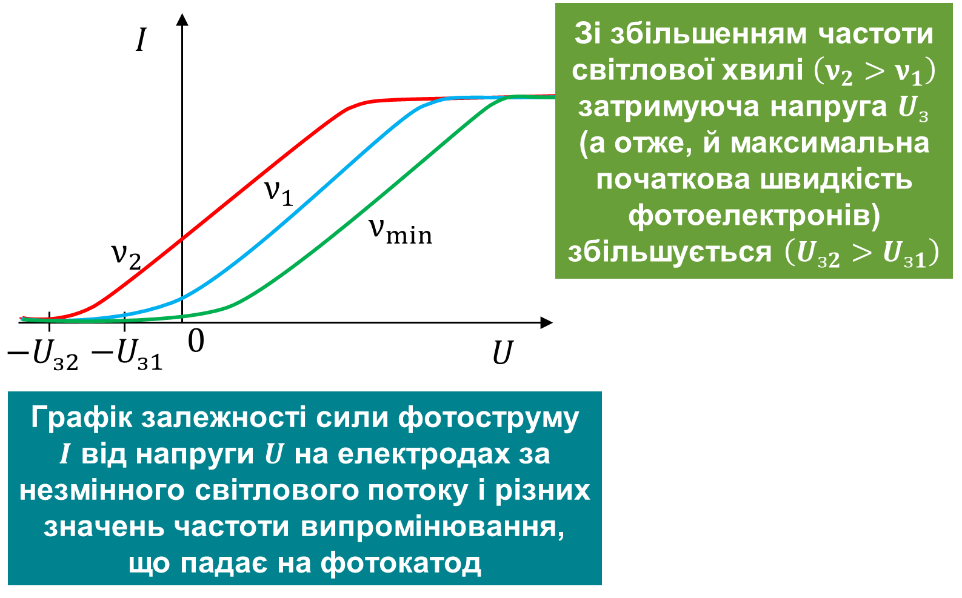 I
Зі збільшенням частоти
світлової хвилі (ν₂ > ν₁)
затримуюча напруга Uз
(а отже, й максимальна
початкова швидкість
фотоелектронів)
збільшується (Uз2 > Uз1)
ν₁
ν₂
νmin
−Uз2
−Uз1
0
U
Графік залежності сили фотоструму
I від напруги U на електродах за
незмінного світлового потоку і різних
значень частоти випромінювання,
що падає на фотокатод